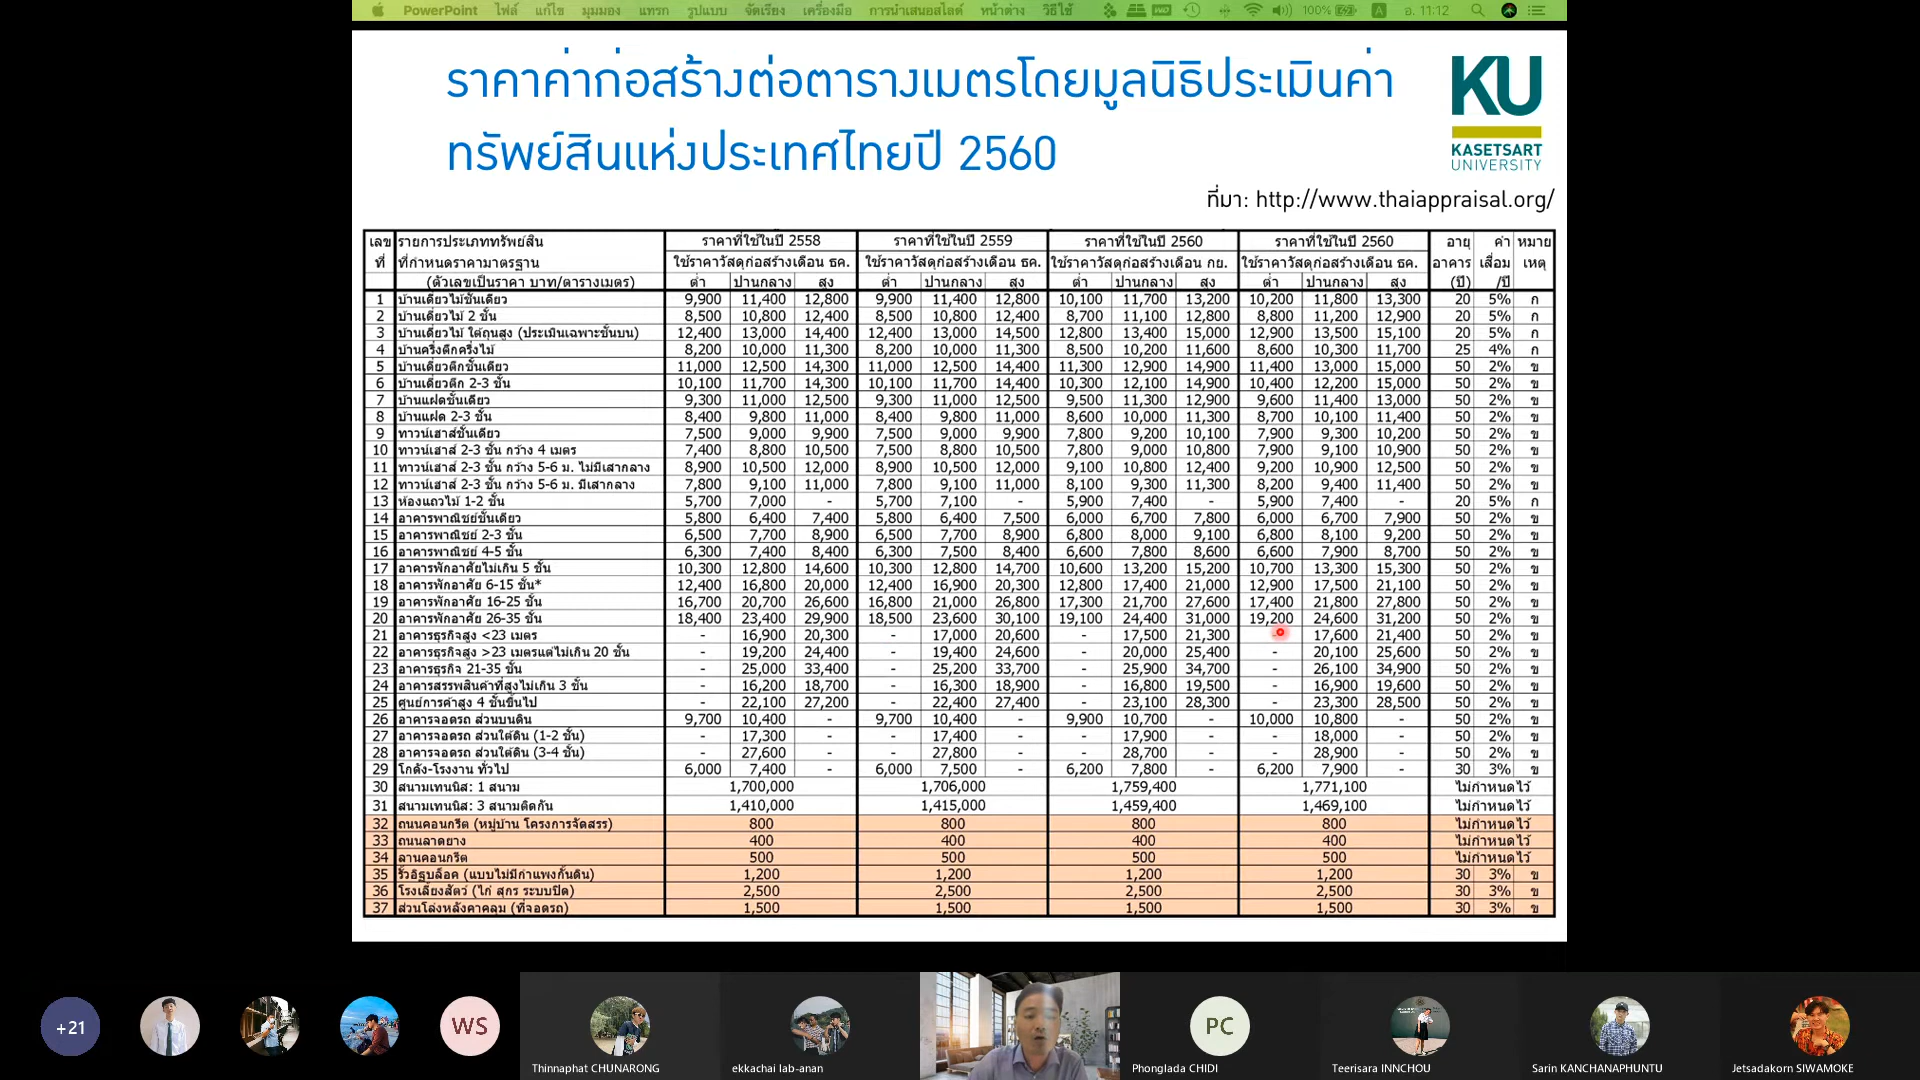 PowerPoint ไฟล์ แก้ไข มุมมอง แทรก รูปแบบ จัดเรียง เครื่องมือ การนำเสนอสไลด์ หน้าต่าง วิธีใช้ 100% A อ. 11:12
ราคาค่าก่อสร้างต่อตารางเมตรโดยมูลนิธิประเมินค่า
ทรัพย์สินแห่งประเทศไทยปี 2560
KU
KASETSART
UNIVERSITY
ที่มา: http://www.thaiappraisal.org/
เลข รายการประเภททรัพย์สิน ราคาที่ใช้ในปี 2558 ราคาที่ใช้ในปี 2559 ราคาที่ใช้ในปี 2560 ราคาที่ใช้ในปี 2560 อายุ ค่า หมาย
ที่ ที่กำหนดราคามาตรฐาน ใช้ราคาวัสดุก่อสร้างเดือน ธค. ใช้ราคาวัสดุก่อสร้างเดือน ธค. ใช้ราคาวัสดุก่อสร้างเดือน กย. ใช้ราคาวัสดุก่อสร้างเดือน ธค. อาคาร เสื่อม เหตุ
(ตัวเลขเป็นราคา บาท/ตารางเมตร) ต่ำ ปานกลาง สูง ต่ำ ปานกลาง สูง ต่ำ ปานกลาง สูง ต่ำ ปานกลาง สูง (ปี) /ปี
1 บ้านเดี่ยวไม้ชั้นเดียว 9,900 11,400 12,800 9,900 11,400 12,800 10,100 11,700 13,200 10,200 11,800 13,300 20 5% ก
2 บ้านเดี่ยวไม้ 2 ชั้น 8,500 10,800 12,400 8,500 10,800 12,400 8,700 11,100 12,800 8,800 11,200 12,900 20 5% ก
3 บ้านเดี่ยวไม้ ใต้ถุนสูง (ประเมินเฉพาะชั้นบน) 12,400 13,000 14,400 12,400 13,000 14,500 12,800 13,400 15,000 12,900 13,500 15,100 20 5% ก
4 บ้านครึ่งตึกครึ่งไม้ 8,200 10,000 11,300 8,200 10,000 11,300 8,500 10,200 11,600 8,600 10,300 11,700 25 4% ก
5 บ้านเดี่ยวตึกชั้นเดียว 11,000 12,500 14,300 11,000 12,500 14,400 11,300 12,900 14,900 11,400 13,000 15,000 50 2% ข
6 บ้านเดี่ยวตึก 2-3 ชั้น 10,100 11,700 14,300 10,100 11,700 14,400 10,300 12,100 14,900 10,400 12,200 15,000 50 2% ข
7 บ้านแฝดชั้นเดียว 9,300 11,000 12,500 9,300 11,000 12,500 9,500 11,300 12,900 9,600 11,400 13,000 50 2% ข
8 บ้านแฝด 2-3 ชั้น 8,400 9,800 11,000 8,400 9,800 11,000 8,600 10,000 11,300 8,700 10,100 11,400 50 2% ข
9 ทาวน์เฮาส์ชั้นเดียว 7,500 9,000 9,900 7,500 9,000 9,900 7,800 9,200 10,100 7,900 9,300 10,200 50 2% ข
10 ทาวน์เฮาส์ 2-3 ชั้น กว้าง 4 เมตร 7,400 8,800 10,500 7,500 8,800 10,500 7,800 9,000 10,800 7,900 9,100 10,900 50 2% ข
11 ทาวน์เฮาส์ 2-3 ชั้น กว้าง 5-6 ม. ไม่มีเสากลาง 8,900 10,500 12,000 8,900 10,500 12,000 9,100 10,800 12,400 9,200 10,900 12,500 50 2% ข
12 ทาวน์เฮาส์ 2-3 ชั้น กว้าง 5-6 ม. มีเสากลาง 7,800 9,100 11,000 7,800 9,100 11,000 8,100 9,300 11,300 8,200 9,400 11,400 50 2% ข
13 ห้องแถวไม้ 1-2 ชั้น 5,700 7,000 - 5,700 7,100 - 5,900 7,400 - 5,900 7,400 - 20 5% ก
14 อาคารพาณิชย์ชั้นเดียว 5,800 6,400 7,400 5,800 6,400 7,500 6,000 6,700 7,800 6,000 6,700 7,900 50 2% ข
15 อาคารพาณิชย์ 2-3 ชั้น 6,500 7,700 8,900 6,500 7,700 8,900 6,800 8,000 9,100 6,800 8,100 9,200 50 2% ข
16 อาคารพาณิชย์ 4-5 ชั้น 6,300 7,400 8,400 6,300 7,500 8,400 6,600 7,800 8,600 6,600 7,900 8,700 50 2% ข
17 อาคารพักอาศัยไม่เกิน 5 ชั้น 10,300 12,800 14,600 10,300 12,800 14,700 10,600 13,200 15,200 10,700 13,300 15,300 50 2% ข
18 อาคารพักอาศัย 6-15 ชั้น* 12,400 16,800 20,000 12,400 16,900 20,300 12,800 17,400 21,000 12,900 17,500 21,100 50 2% ข
19 อาคารพักอาศัย 16-25 ชั้น 16,700 20,700 26,600 16,800 21,000 26,800 17,300 21,700 27,600 17,400 21,800 27,800 50 2% ข
20 อาคารพักอาศัย 26-35 ชั้น 18,400 23,400 29,900 18,500 23,600 30,100 19,100 24,400 31,000 19,200 24,600 31,200 50 2% ข
21 อาคารธุรกิจสูง <23 เมตร - 16,900 20,300 - 17,000 20,600 - 17,500 21,300 - 17,600 21,400 50 2% ข
22 อาคารธุรกิจสูง >23 เมตรแต่ไม่เกิน 20 ชั้น - 19,200 24,400 - 19,400 24,600 - 20,000 25,400 - 20,100 25,600 50 2% ข
23 อาคารธุรกิจ 21-35 ชั้น - 25,000 33,400 - 25,200 33,700 - 25,900 34,700 - 26,100 34,900 50 2% ข
24 อาคารสรรพสินค้าที่สูงไม่เกิน 3 ชั้น - 16,200 18,700 - 16,300 18,900 - 16,800 19,500 - 16,900 19,600 50 2% ข
25 ศูนย์การค้าสูง 4 ชั้นขึ้นไป - 22,100 27,200 - 22,400 27,400 - 23,100 28,300 - 23,300 28,500 50 2% ข
26 อาคารจอดรถ ส่วนบนดิน 9,700 10,400 - 9,700 10,400 - 9,900 10,700 - 10,000 10,800 - 50 2% ข
27 อาคารจอดรถ ส่วนใต้ดิน (1-2 ชั้น) - 17,300 - - 17,400 - - 17,900 - - 18,000 - 50 2% ข
28 อาคารจอดรถ ส่วนใต้ดิน (3-4 ชั้น) - 27,600 - - 27,800 - - 28,700 - - 28,900 - 50 2% ข
29 โกดัง-โรงงาน ทั่วไป 6,000 7,400 - 6,000 7,500 - 6,200 7,800 - 6,200 7,900 - 30 3% ข
30 สนามเทนนิส: 1 สนาม 1,700,000 1,706,000 1,759,400 1,771,100 ไม่กำหนดไว้
31 สนามเทนนิส: 3 สนามติดกัน 1,410,000 1,415,000 1,459,400 1,469,100 ไม่กำหนดไว้
32 ถนนคอนกรีต (หมู่บ้าน โครงการจัดสรร) 800 800 800 800 ไม่กำหนดไว้
33 ถนนลาดยาง 400 400 400 400 ไม่กำหนดไว้
34 ลานคอนกรีต 500 500 500 500 ไม่กำหนดไว้
35 รั้วอิฐบล็อค (แบบไม่มีกำแพงกั้นดิน) 1,200 1,200 1,200 1,200 30 3% ข
36 โรงเลี้ยงสัตว์ (ไก่ สุกร ระบบปิด) 2,500 2,500 2,500 2,500 30 3% ข
37 ส่วนโล่งหลังคาคลุม (ที่จอดรถ) 1,500 1,500 1,500 1,500 30 3% ข
+21 WS PC
Thinnaphat CHUNARONG ekkachai lab-anan Phonglada CHIDI Teerisara INNCHOU Sarin KANCHANAPHUNTU Jetsadakorn SIWAMOKE